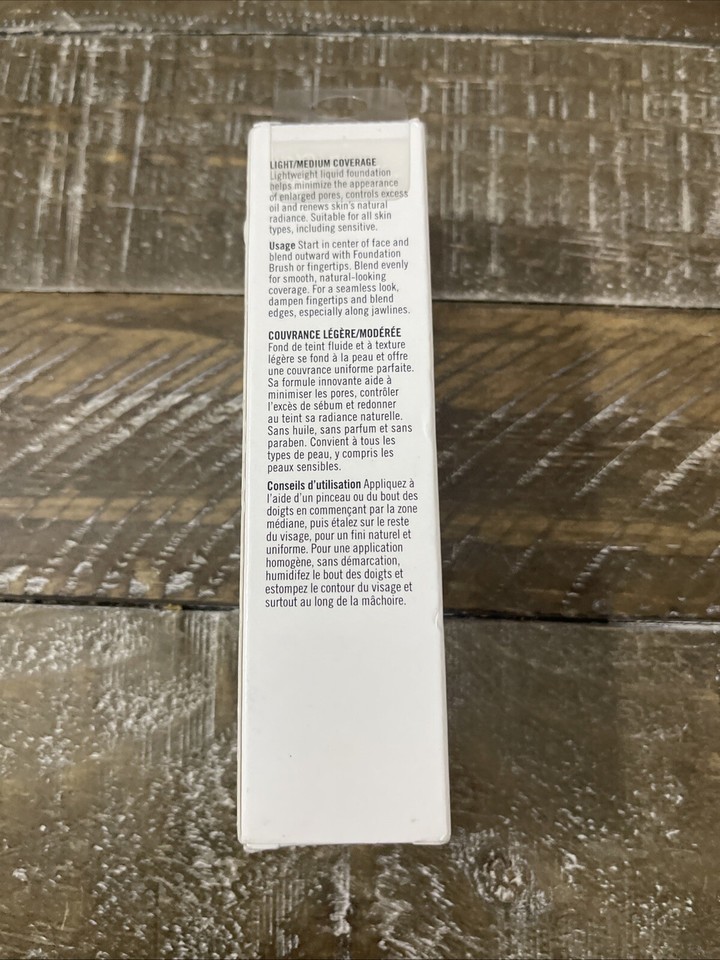 LIGHT/MEDIUM COVERAGE
Lightweight liquid foundation
helps minimize the appearance
of enlarged pores, controls excess
oil and renews skin's natural
radiance. Suitable for all skin
types, including sensitive.
Usage Start in center of face and
blend outward with Foundation
Brush or fingertips. Blend evenly
for smooth, natural-looking
coverage. For a seamless look,
dampen fingertips and blend
edges, especially along jawlines.
COUVRANCE LÉGÈRE/MODÉRÉE
Fond de teint fluide et à texture
légère se fond à la peau et offre
une couvrance uniforme parfaite.
Sa formule innovante aide à
minimiser les pores, contrôler
l'excès de sébum et redonner
au teint sa radiance naturelle.
Sans huile, sans parfum et sans
paraben. Convient à tous les
types de peau, y compris les
peaux sensibles.
Conseils d'utilisation Appliquez à
l'aide d'un pinceau ou du bout des
doigts en commençant par la zone
médiane, puis étalez sur le reste
du visage, pour un fini naturel et
uniforme. Pour une application
homogène, sans démarcation,
humidifez le bout des doigts et
estompez le contour du visage et
surtout au long de la mâchoire.